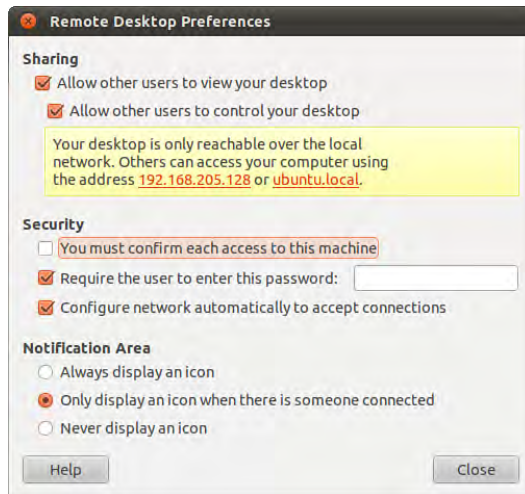 Remote Desktop Preferences
Sharing
Allow other users to view your desktop
Allow other users to control your desktop
Your desktop is only reachable over the local
network. Others can access your computer using
the address 192.168.205.128 or ubuntu.local.
Security
You must confirm each access to this machine
Require the user to enter this password:
Configure network automatically to accept connections
Notification Area
Always display an icon
Only display an icon when there is someone connected
Never display an icon
Help Close